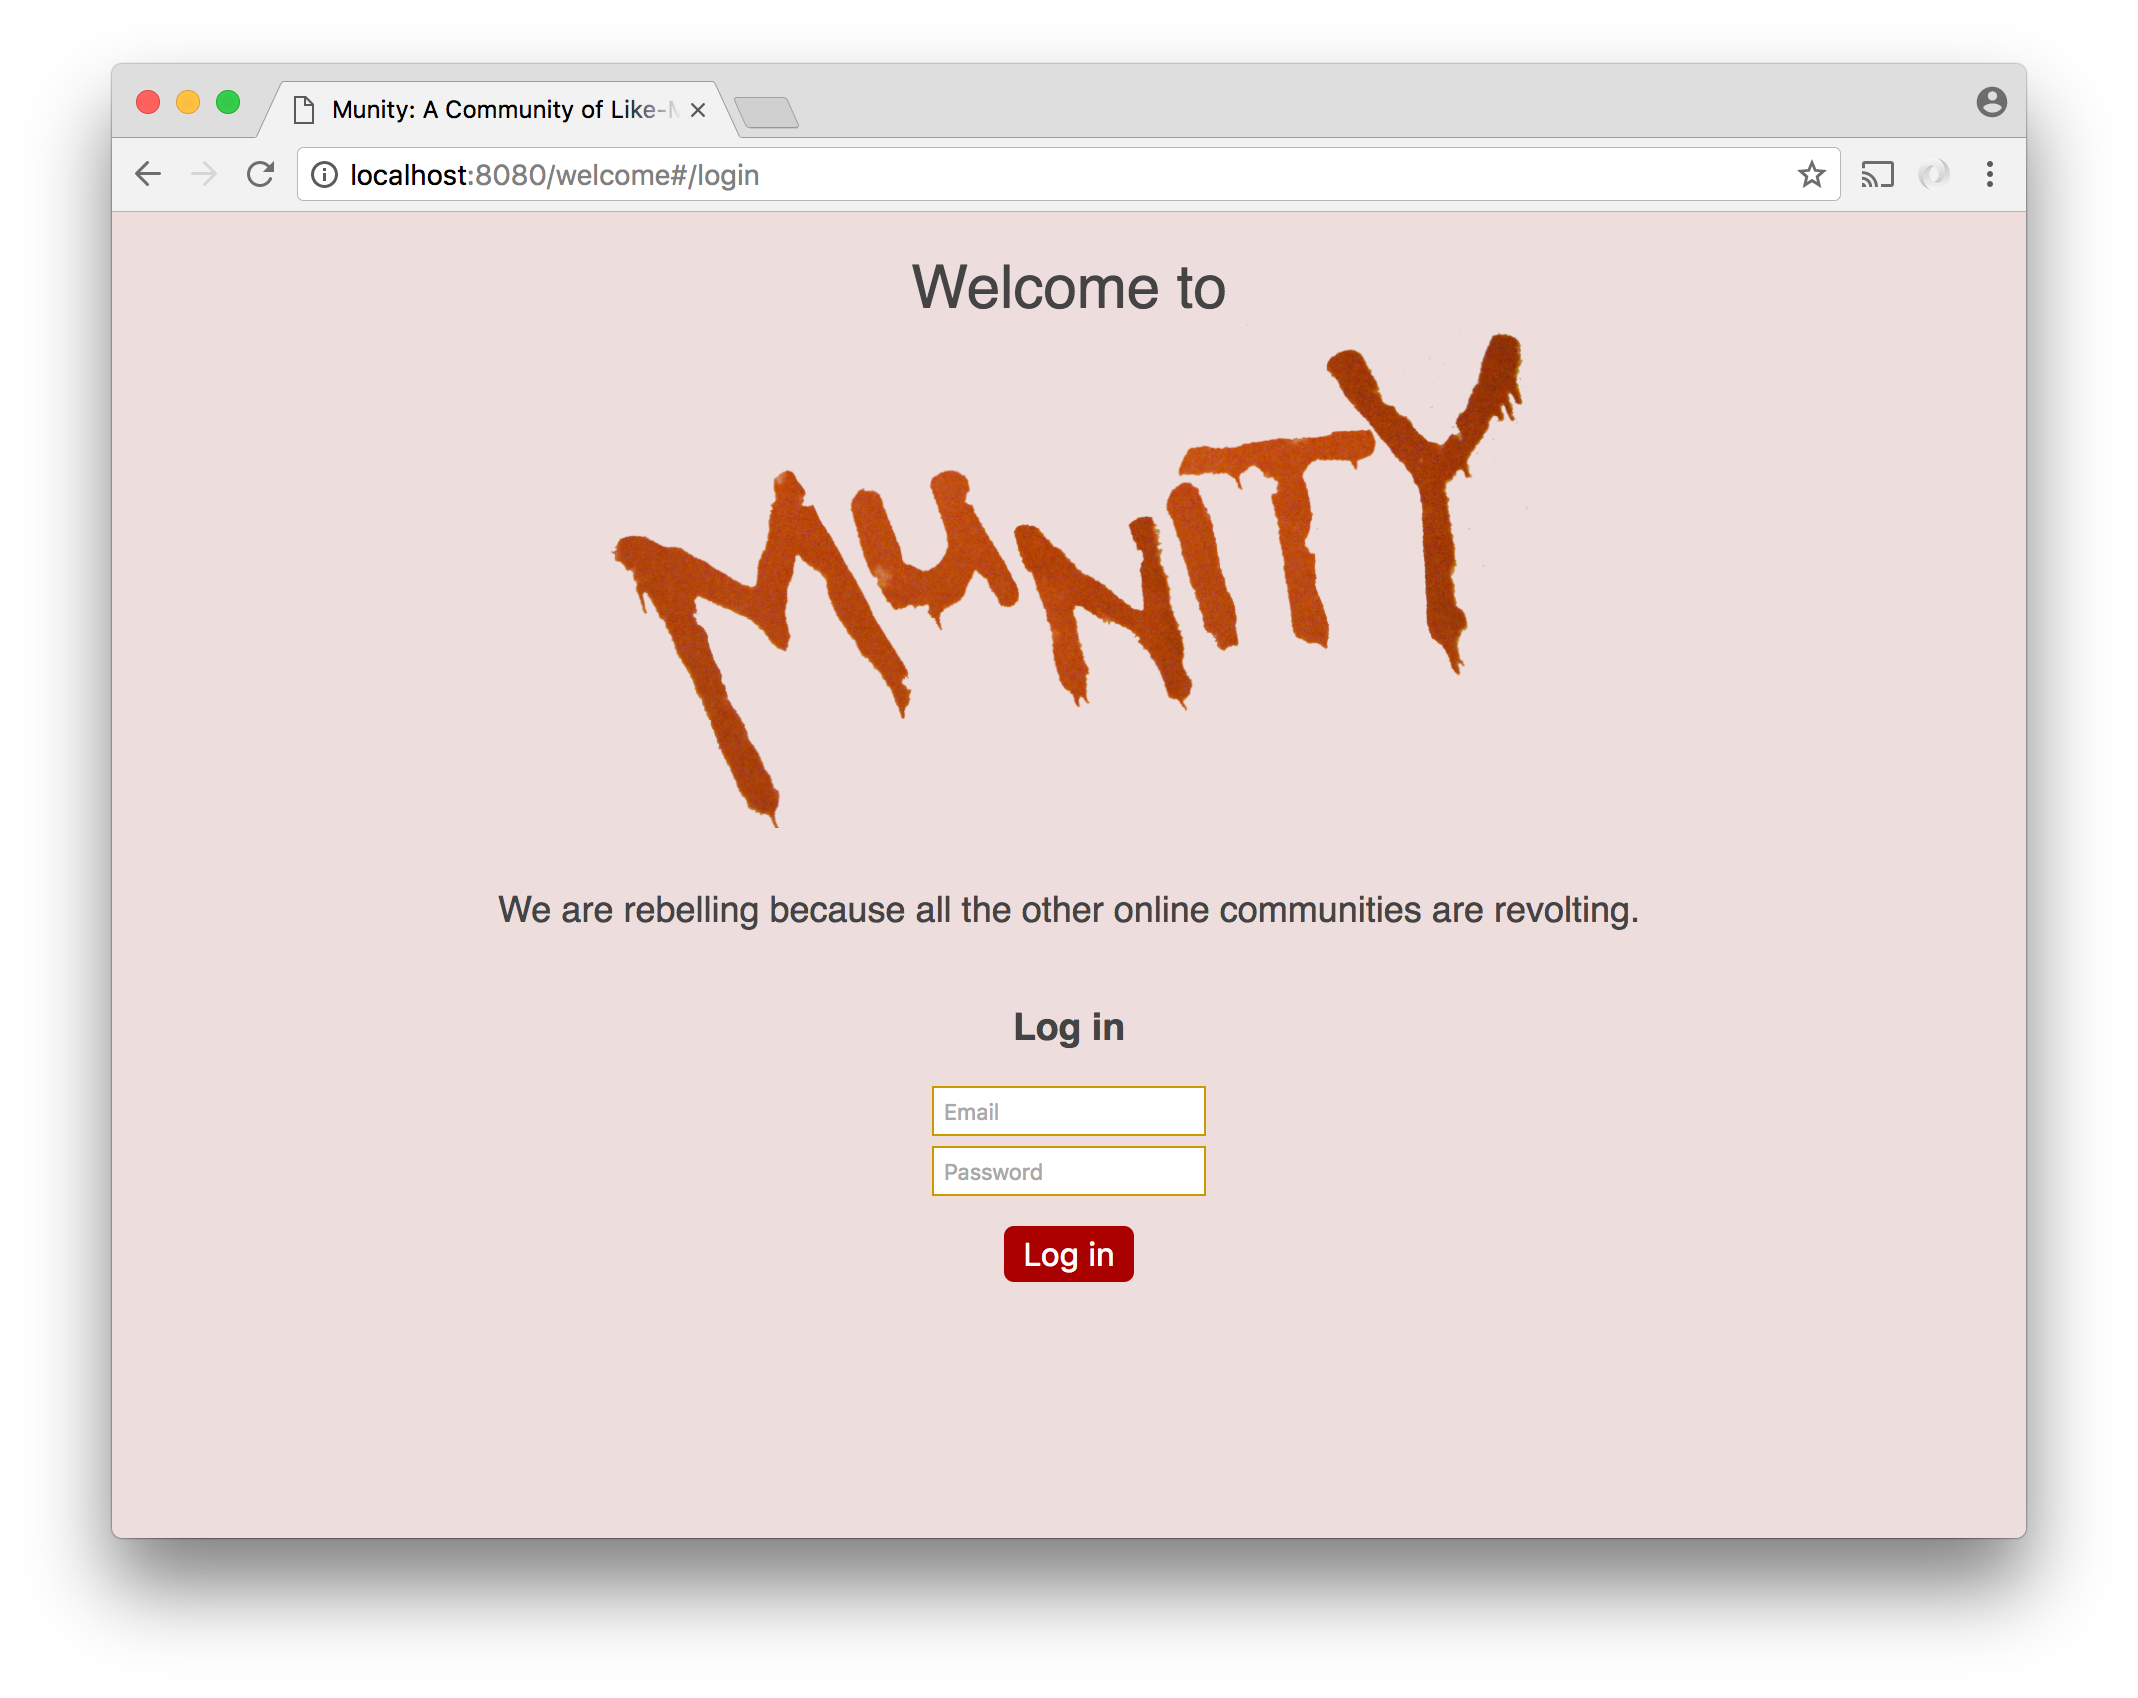 Munity: A Community of Like-M
localhost:8080/welcome#/login
Welcome to
MUNITY
We are rebelling because all the other online communities are revolting.
Log in
Email
Password
Log in